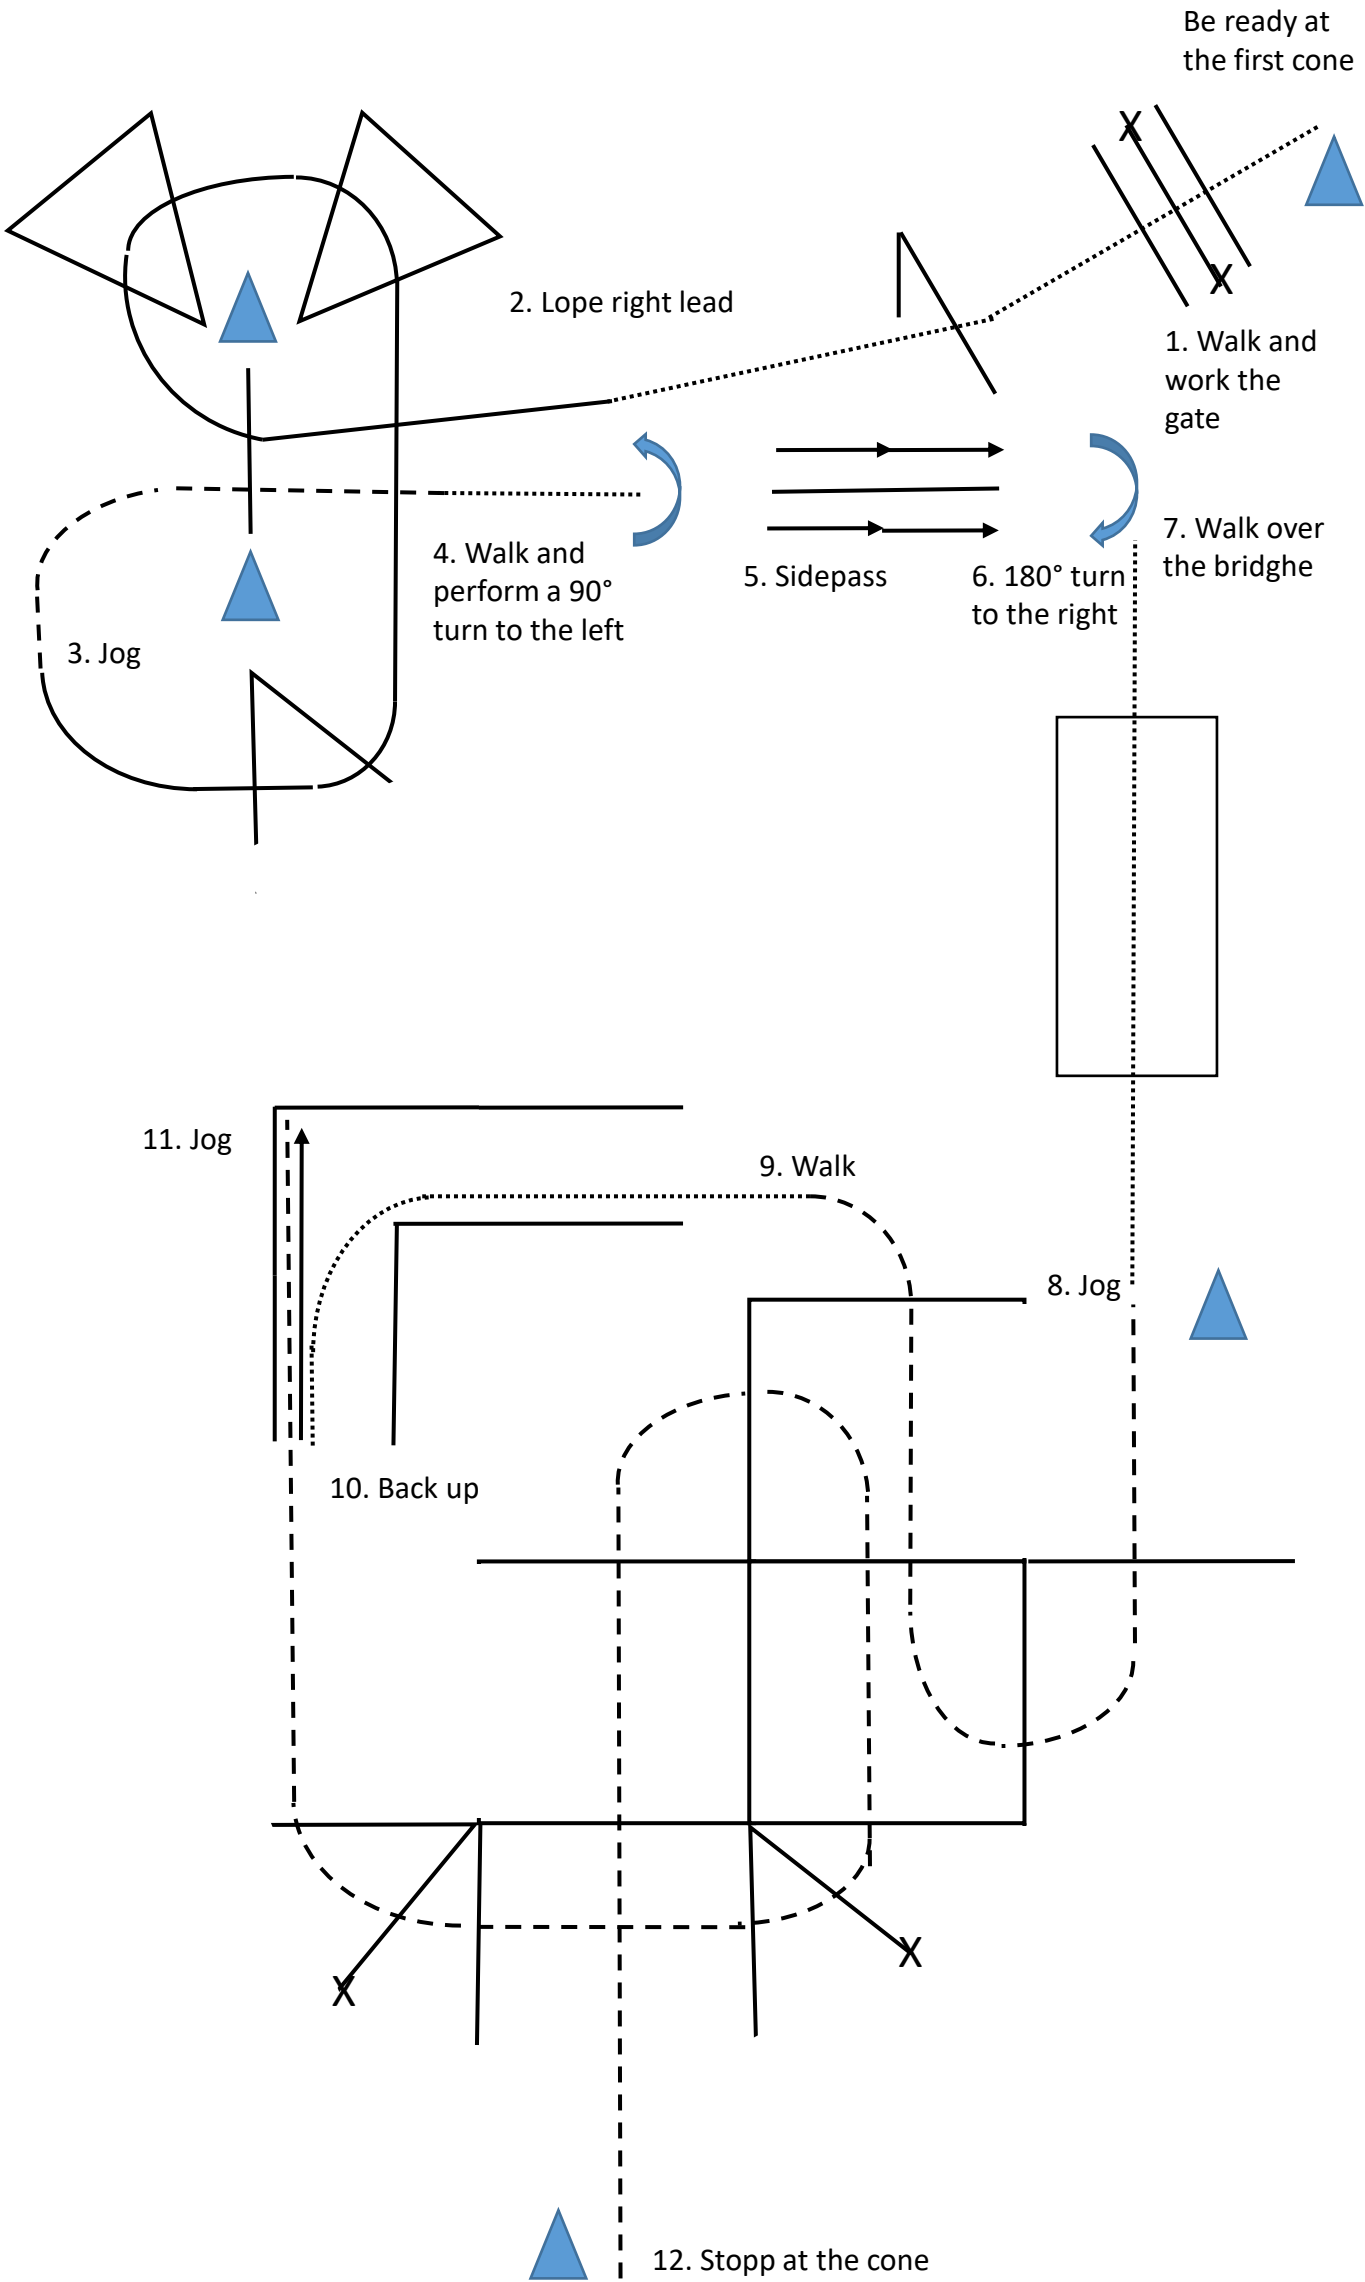 Be ready at
the first cone
X
X
1. Walk and
work the
gate
2. Lope right lead
3. Jog
4. Walk and
perform a 90°
turn to the left
5. Sidepass
6. 180° turn
to the right
7. Walk over
the bridghe
8. Jog
9. Walk
10. Back up
11. Jog
X
X
12. Stopp at the cone